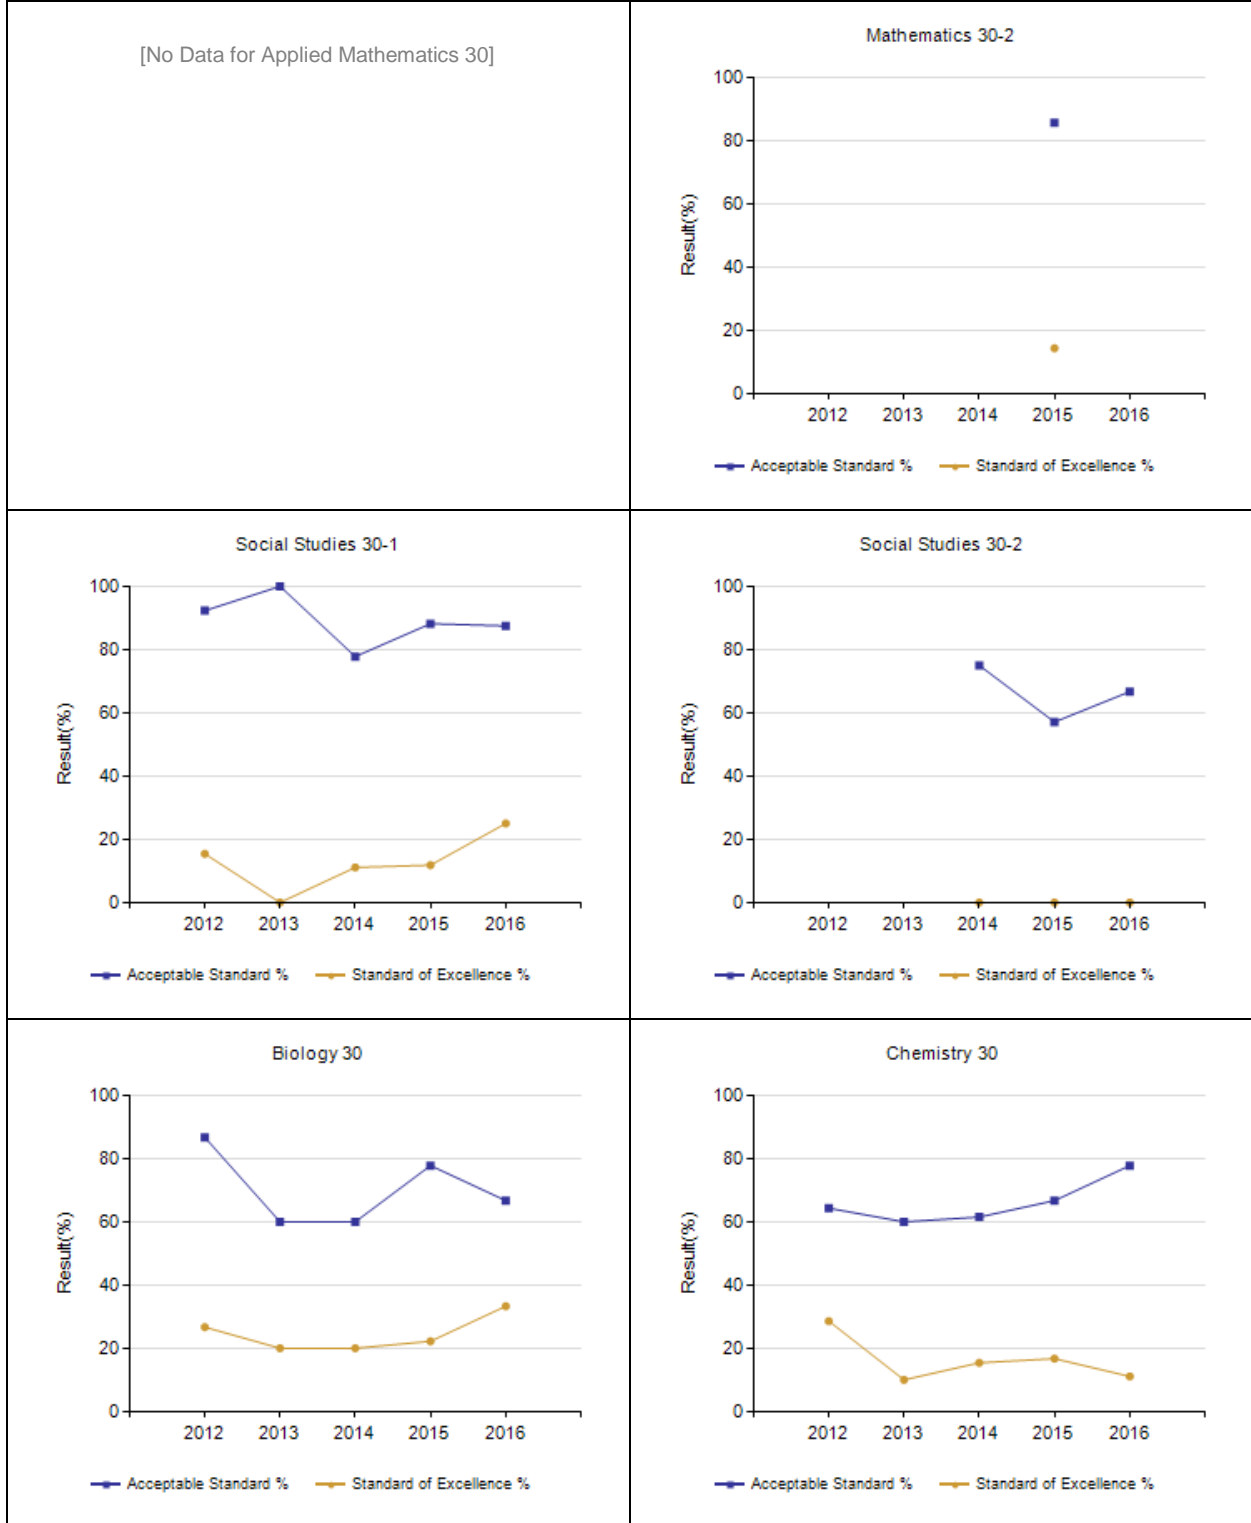 [No Data for Applied Mathematics 30]
Mathematics 30-2
100
80
60
40
20
0
Result(%)
2012 2013 2014 2015 2016
Acceptable Standard % Standard of Excellence %
Social Studies 30-1
100
80
60
40
20
0
Result(%)
2012 2013 2014 2015 2016
Acceptable Standard % Standard of Excellence %
Social Studies 30-2
100
80
60
40
20
0
Result(%)
2012 2013 2014 2015 2016
Acceptable Standard % Standard of Excellence %
Biology 30
100
80
60
40
20
0
Result(%)
2012 2013 2014 2015 2016
Acceptable Standard % Standard of Excellence %
Chemistry 30
100
80
60
40
20
0
Result(%)
2012 2013 2014 2015 2016
Acceptable Standard % Standard of Excellence %